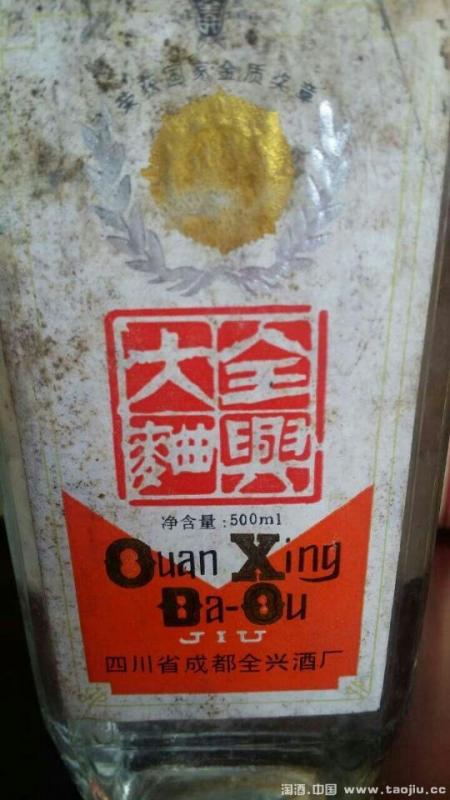 荣获国家金质奖章
全興
大麯
净含量:500ml
Quan Xing
Da-Qu
JIU
四川省成都全兴酒厂
淘酒.中国 www.taojiu.cc